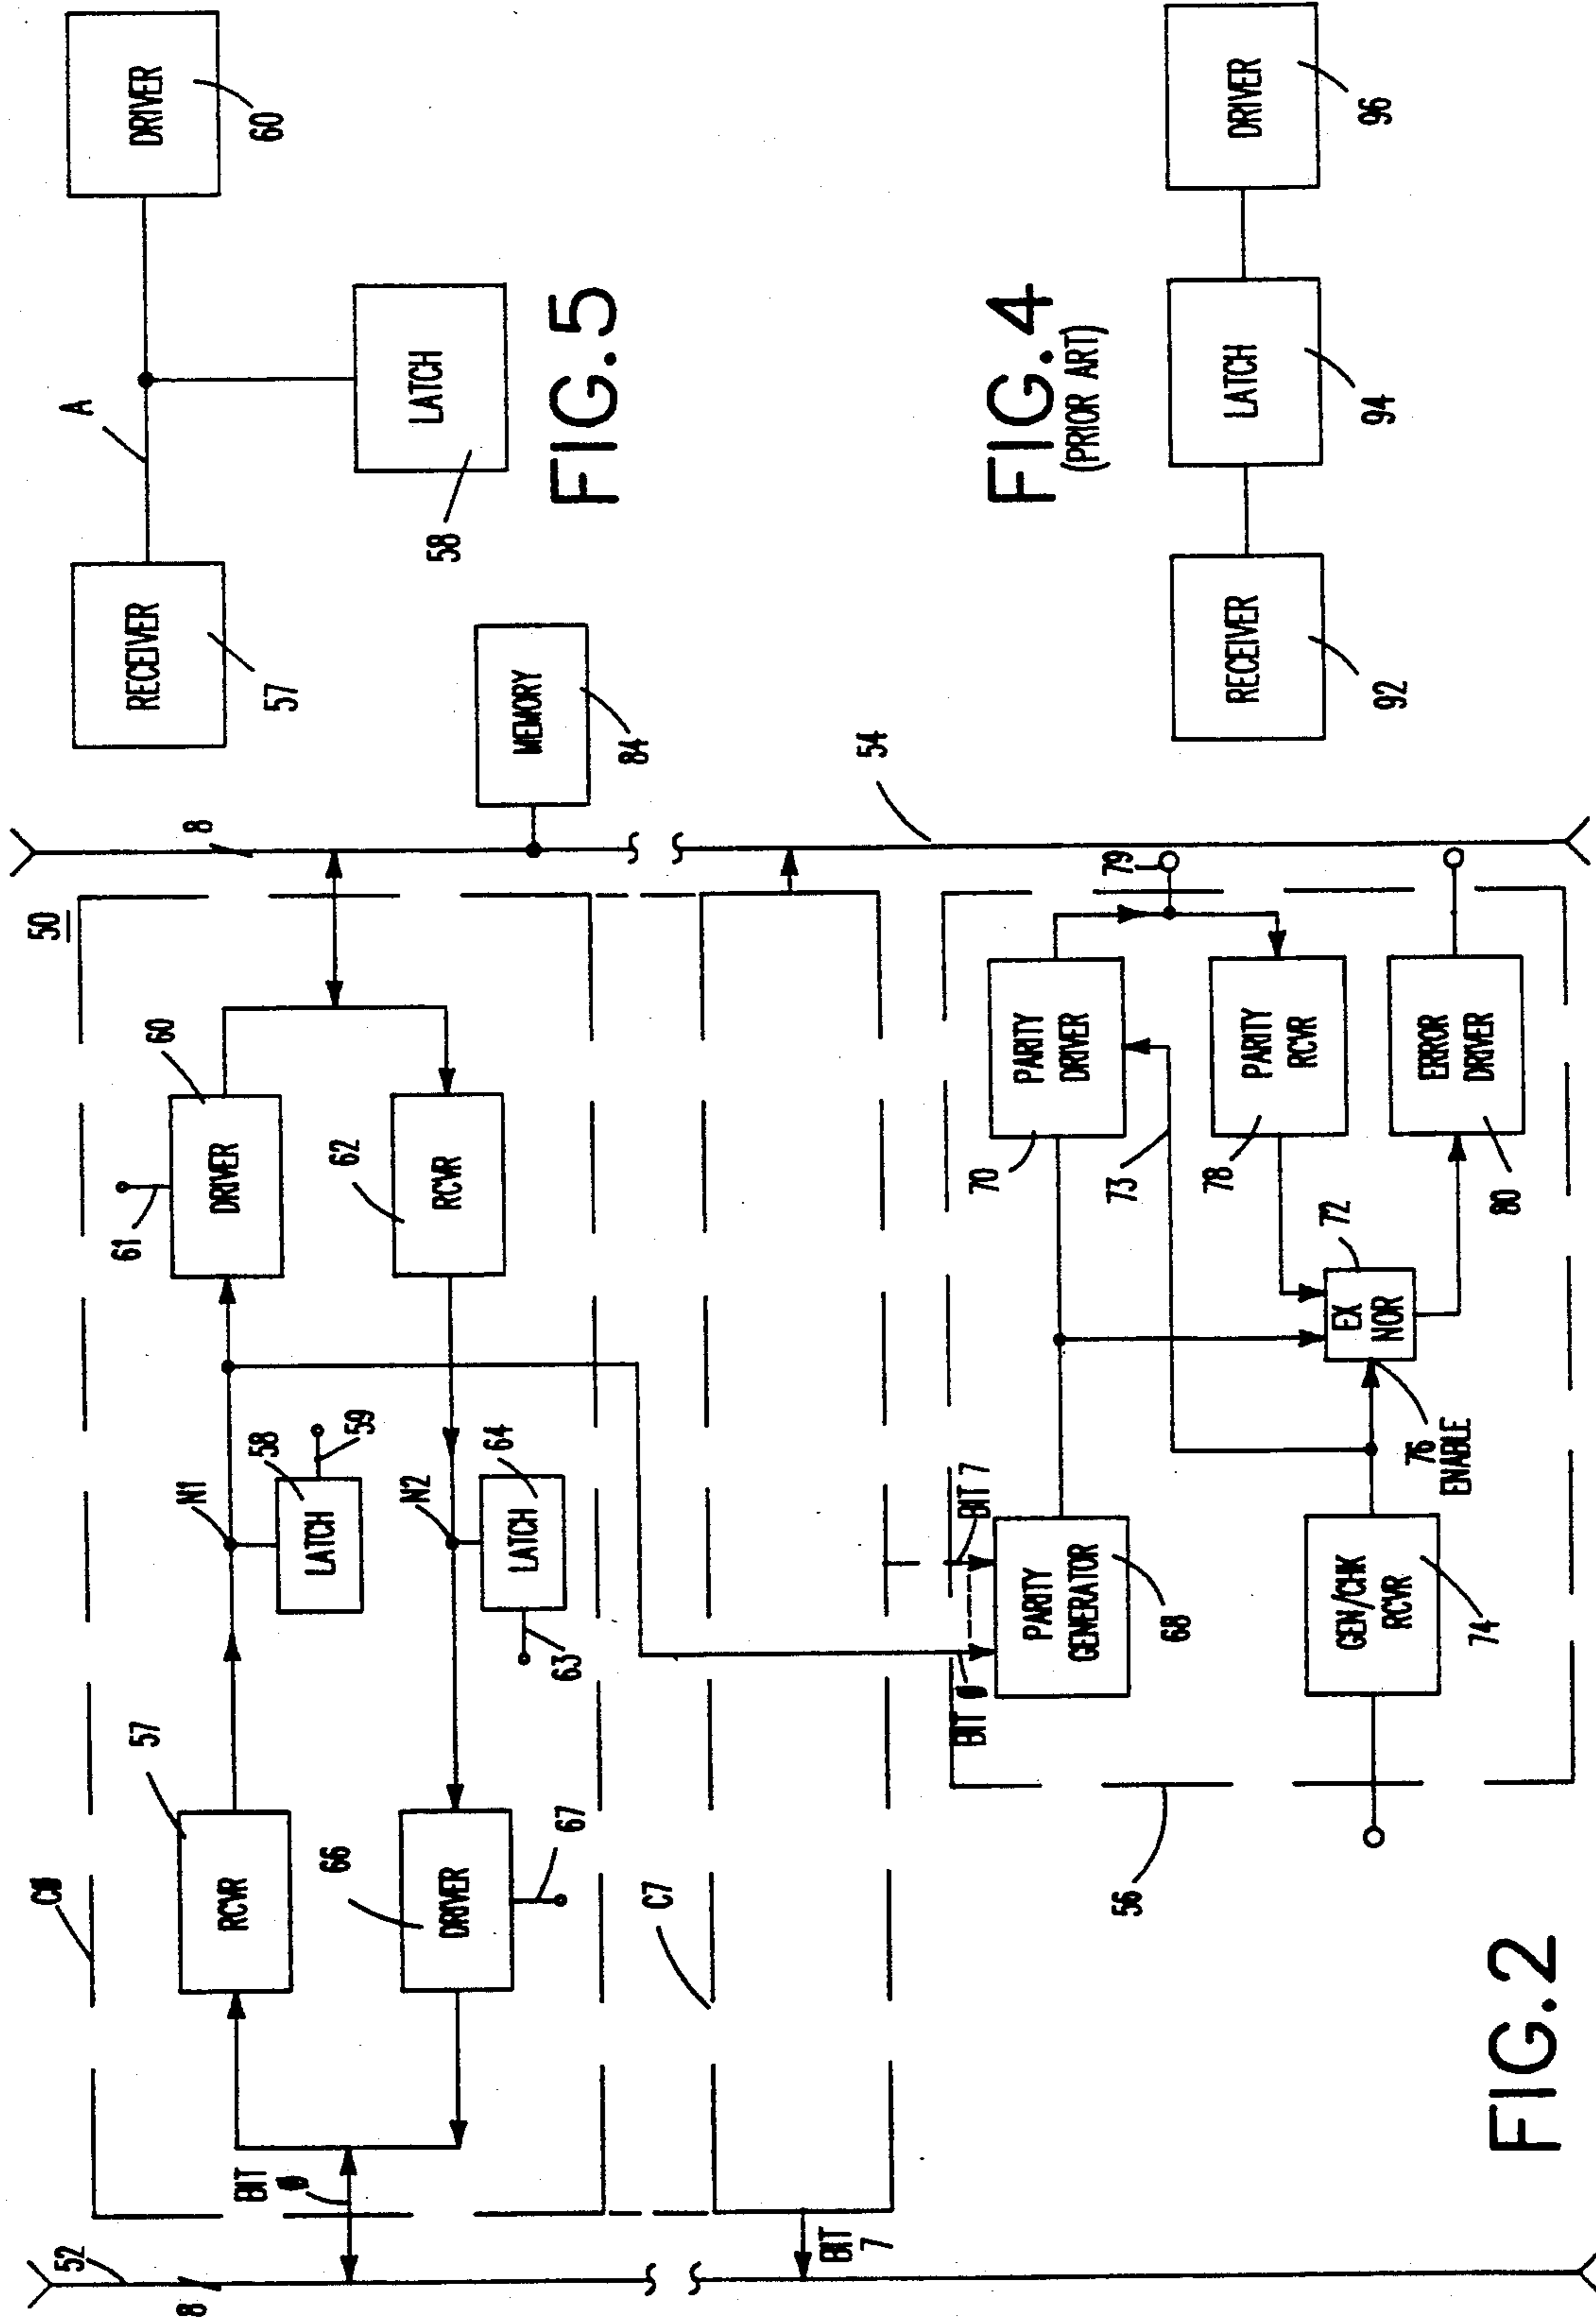 52
8
BIT
0
C0
57
RCVR
66
DRIVER
67
N1
58
LATCH
59
N2
64
LATCH
63
60
DRIVER
61
62
RCVR
50
8
MEMORY
84
54
C7
BIT
7
56
BIT 0
BIT 7
PARITY
GENERATOR
68
GEN/CHK
RCVR
74
76
ENABLE
EX
NOR
72
70
PARITY
DRIVER
73
78
PARITY
RCVR
79
ERROR
DRIVER
80
FIG.2
RECEIVER
57
A
LATCH
58
DRIVER
60
FIG.5
FIG.4
(PRIOR ART)
RECEIVER
92
LATCH
94
DRIVER
96